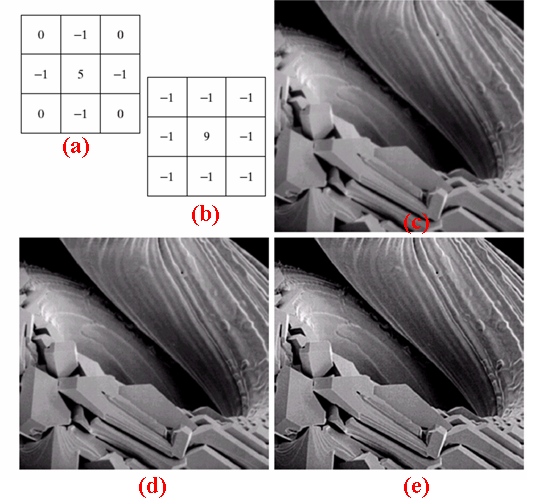 0 −1 0
−1 5 −1
0 −1 0
(a)
−1 −1 −1
−1 9 −1
−1 −1 −1
(b)
(c)
(d)
(e)